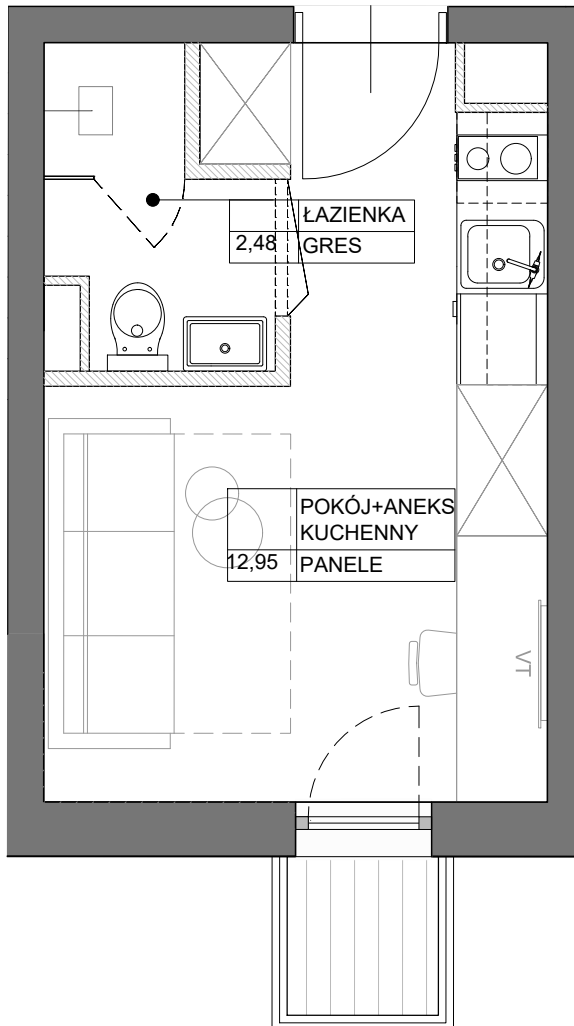 ŁAZIENKA
2,48 GRES
POKÓJ+ANEKS
KUCHENNY
12,95 PANELE
VT